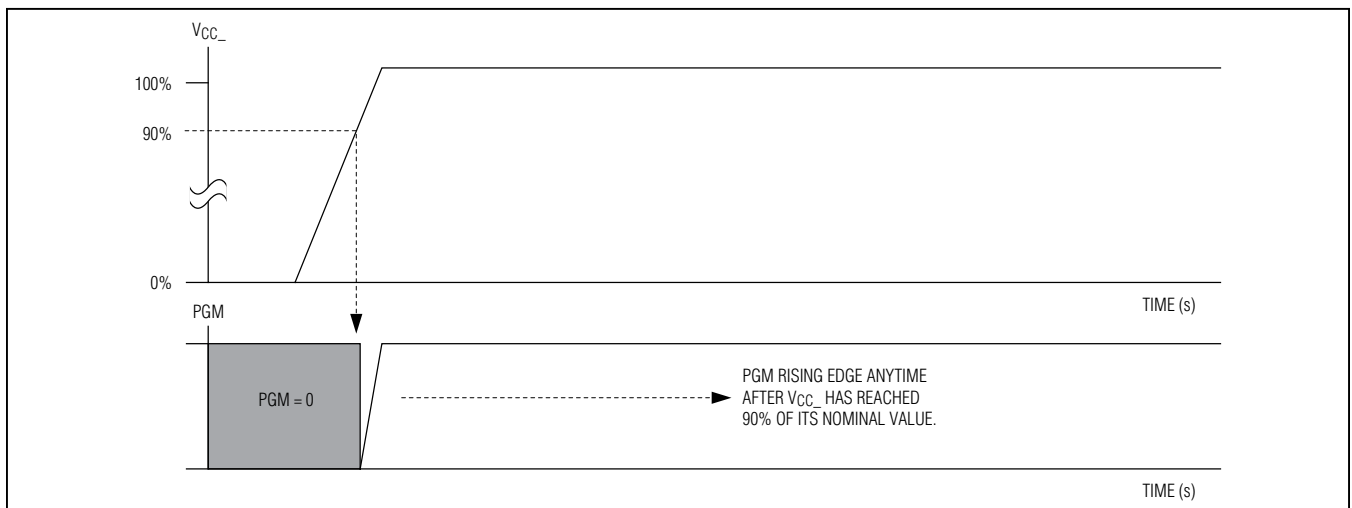 VCC_
100%
90%
0%
TIME (s)
PGM
PGM = 0
PGM RISING EDGE ANYTIME
AFTER VCC_ HAS REACHED
90% OF ITS NOMINAL VALUE.
TIME (s)